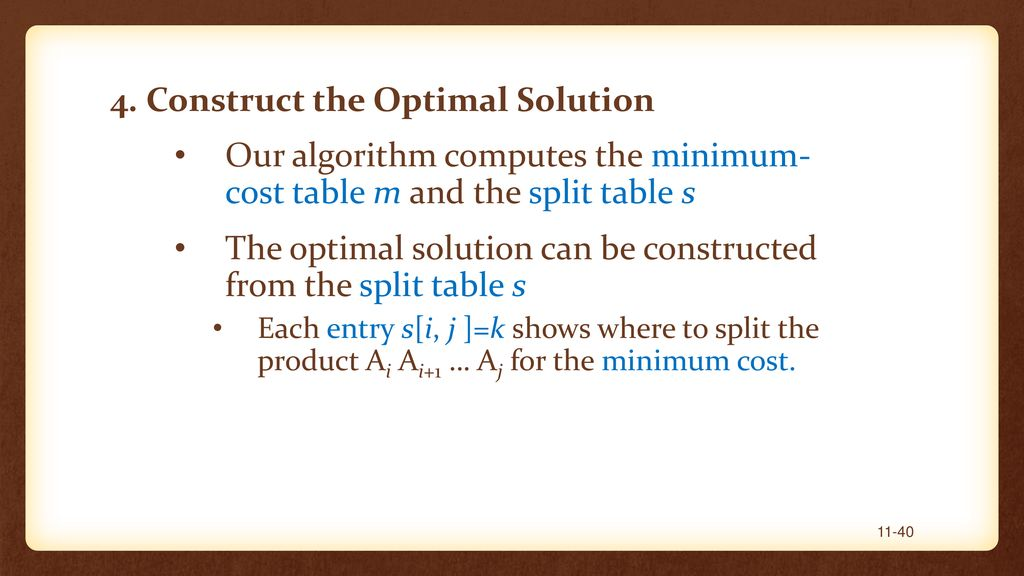 4. Construct the Optimal Solution
• Our algorithm computes the minimum-
cost table m and the split table s
• The optimal solution can be constructed
from the split table s
• Each entry s[i, j ]=k shows where to split the
product Ai Ai+1 … Aj for the minimum cost.
11-40